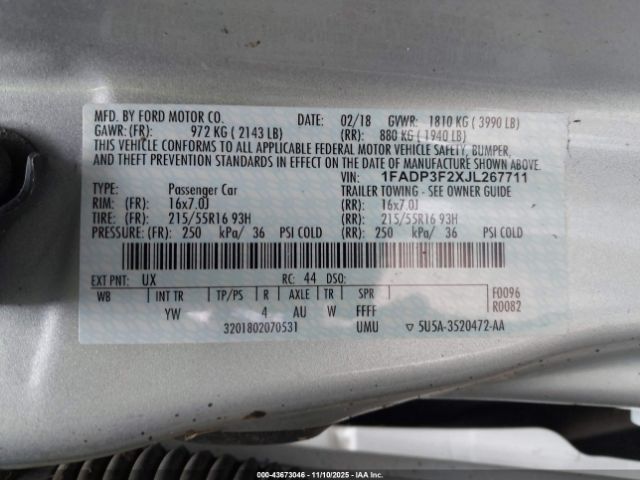 MFD. BY FORD MOTOR CO. DATE: 02/18 GVWR: 1810 KG ( 3990 LB)
GAWR: (FR): 972 KG ( 2143 LB) (RR): 880 KG ( 1940 LB)
THIS VEHICLE CONFORMS TO ALL APPLICABLE FEDERAL MOTOR VEHICLE SAFETY, BUMPER,
AND THEFT PREVENTION STANDARDS IN EFFECT ON THE DATE OF MANUFACTURE SHOWN ABOVE.
VIN: 1FADP3F2XJL267711
TYPE: Passenger Car TRAILER TOWING - SEE OWNER GUIDE
RIM: (FR): 16x7.0J (RR): 16x7.0J
TIRE: (FR): 215/55R16 93H (RR): 215/55R16 93H
PRESSURE: (FR): 250 kPa/ 36 PSI COLD (RR): 250 kPa/ 36 PSI COLD
EXT PNT: UX RC: 44 DSO:
WB INT TR TP/PS R AXLE TR SPR F0096
YW 4 AU W FFFF R0082
3201802070531 UMU ▽ 5U5A-3520472-AA
000-43673046 — 11/10/2025 — IAA Inc.